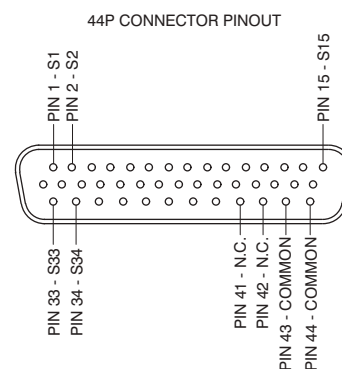 44P CONNECTOR PINOUT
PIN 1 - S1
PIN 2 - S2
PIN 15 - S15
PIN 33 - S33
PIN 34 - S34
PIN 41 - N.C.
PIN 42 - N.C.
PIN 43 - COMMON
PIN 44 - COMMON